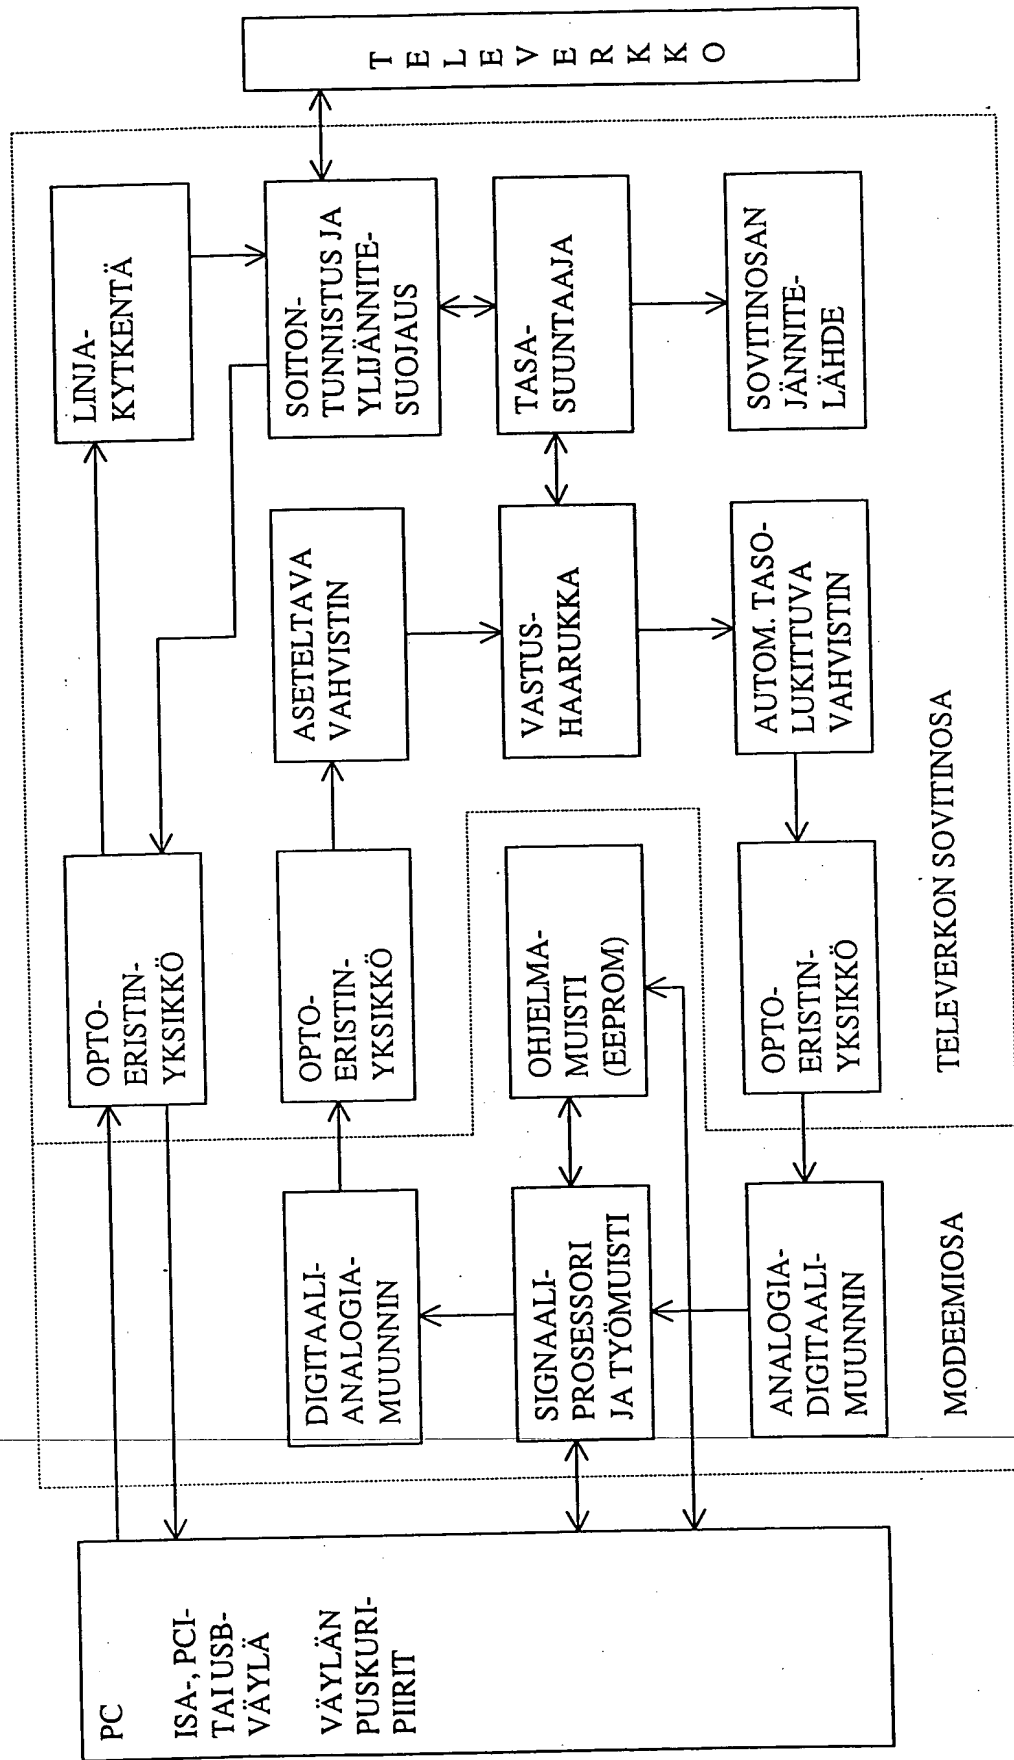 PC
ISA-, PCI-
TAI USB-
VÄYLÄ
VÄYLÄN
PUSKURI-
PIIRIT
OPTO-
ERISTIN-
YKSIKKÖ
LINJA-
KYTKENTÄ
DIGITAALI-
ANALOGIA-
MUUNNIN
OPTO-
ERISTIN-
YKSIKKÖ
ASETELTAVA
VAHVISTIN
SOITON-
TUNNISTUS JA
YLIJÄNNITE-
SUOJAUS
SIGNAALI-
PROSESSORI
JA TYÖMUISTI
OHJELMA-
MUISTI
(EEPROM)
VASTUS-
HAARUKKA
TASA-
SUUNTAAJA
ANALOGIA-
DIGITAALI-
MUUNNIN
OPTO-
ERISTIN-
YKSIKKÖ
AUTOM. TASO-
LUKITTUVA
VAHVISTIN
SOVITINOSAN
JÄNNITE-
LÄHDE
TELEVERKKO
MODEEMIOSA
TELEVERKON SOVITINOSA